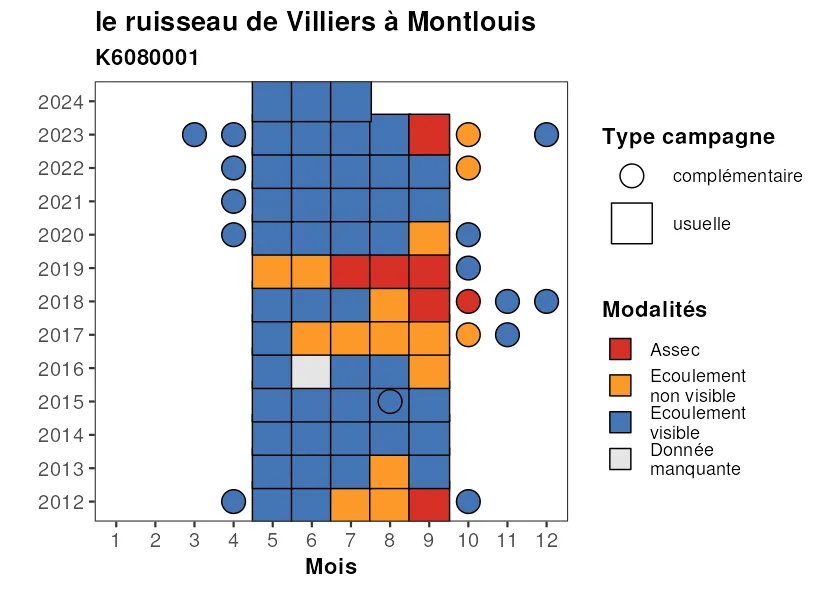 le ruisseau de Villiers à Montlouis
K6080001
2024
2023
2022
2021
2020
2019
2018
2017
2016
2015
2014
2013
2012
1 2 3 4 5 6 7 8 9 10 11 12
Mois
Type campagne
complémentaire
usuelle
Modalités
Assec
Ecoulement
non visible
Ecoulement
visible
Donnée
manquante